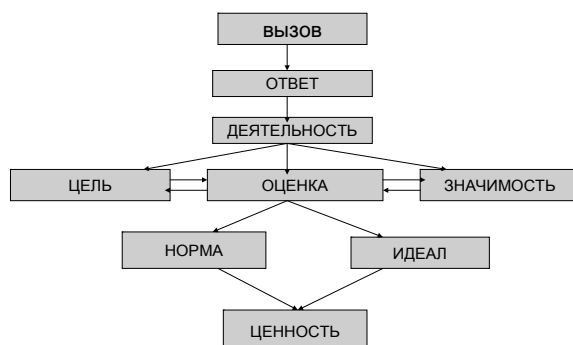 ВЫЗОВ
ОТВЕТ
ДЕЯТЕЛЬНОСТЬ
ЦЕЛЬ
ОЦЕНКА
ЗНАЧИМОСТЬ
НОРМА
ИДЕАЛ
ЦЕННОСТЬ